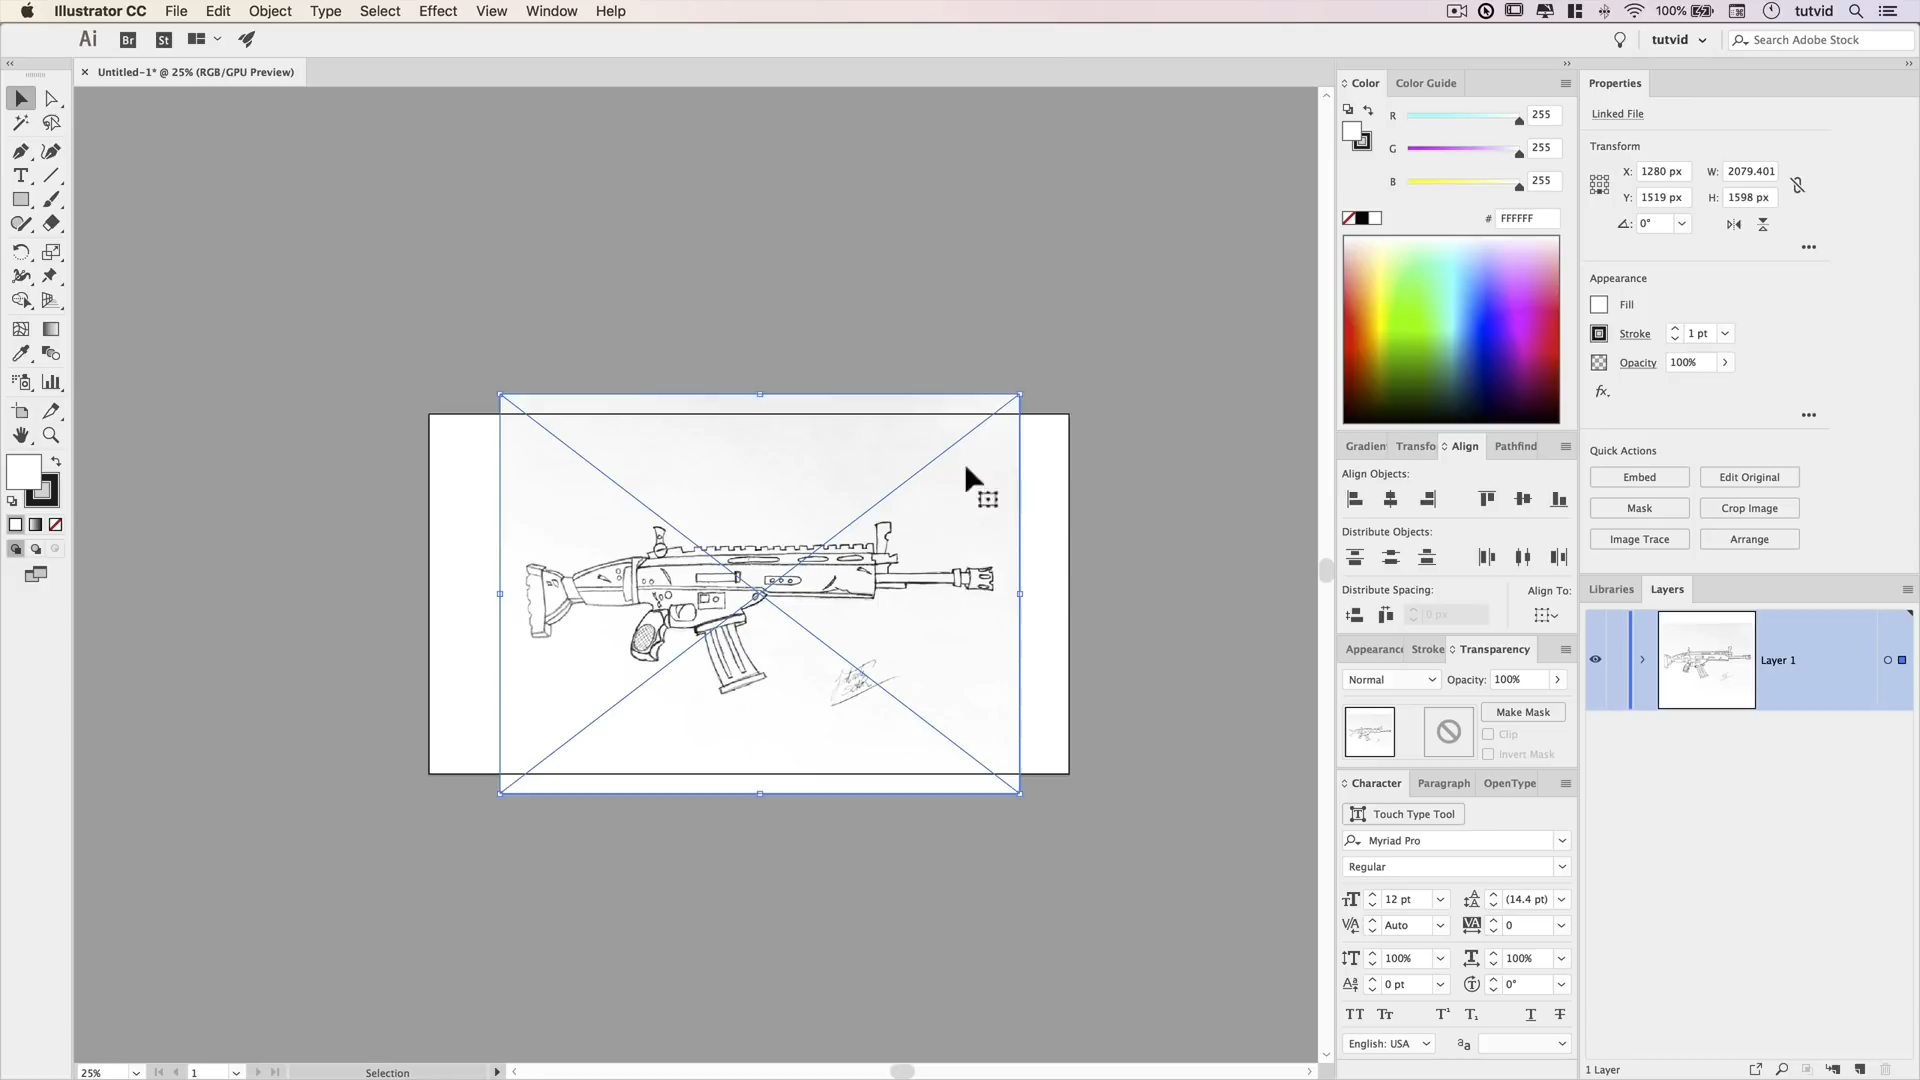 Illustrator CC File Edit Object Type Select Effect View Window Help 100% tutvid
Ai Br St tutvid Search Adobe Stock
Untitled-1* @ 25% (RGB/GPU Preview)
Color Color Guide
R 255
G 255
B 255
# FFFFFF
Gradien Transfo Align Pathfind
Align Objects:
Distribute Objects:
Distribute Spacing: Align To:
0 px
Appearanc Stroke Transparency
Normal Opacity: 100%
Make Mask
Clip
Invert Mask
Character Paragraph OpenType
Touch Type Tool
Myriad Pro
Regular
12 pt (14.4 pt)
Auto 0
100% 100%
0 pt 0°
English: USA
Properties
Linked File
Transform
X: 1280 px W: 2079.401
Y: 1519 px H: 1598 px
0°
Appearance
Fill
Stroke 1 pt
Opacity 100%
fx.
Quick Actions
Embed Edit Original
Mask Crop Image
Image Trace Arrange
Libraries Layers
Layer 1
1 Layer
25% 1 Selection